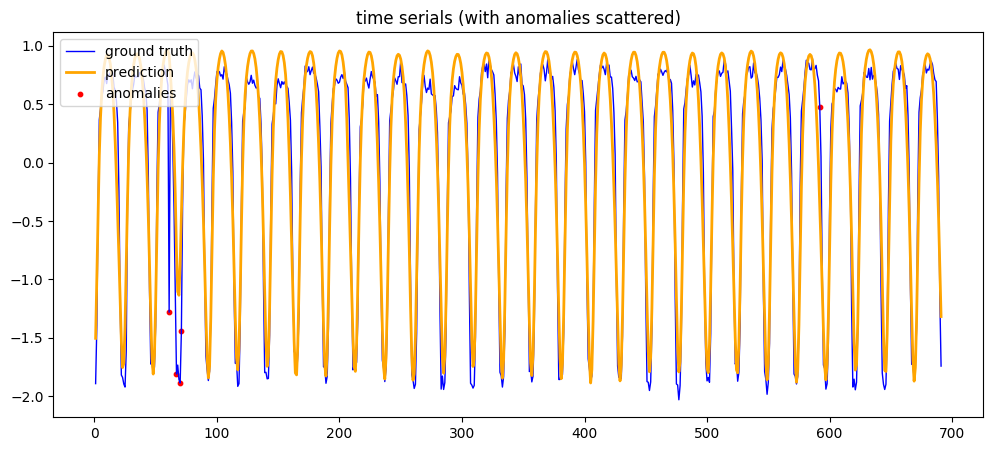 time serials (with anomalies scattered)
ground truth
prediction
anomalies
1.0
0.5
0.0
−0.5
−1.0
−1.5
−2.0
0 100 200 300 400 500 600 700